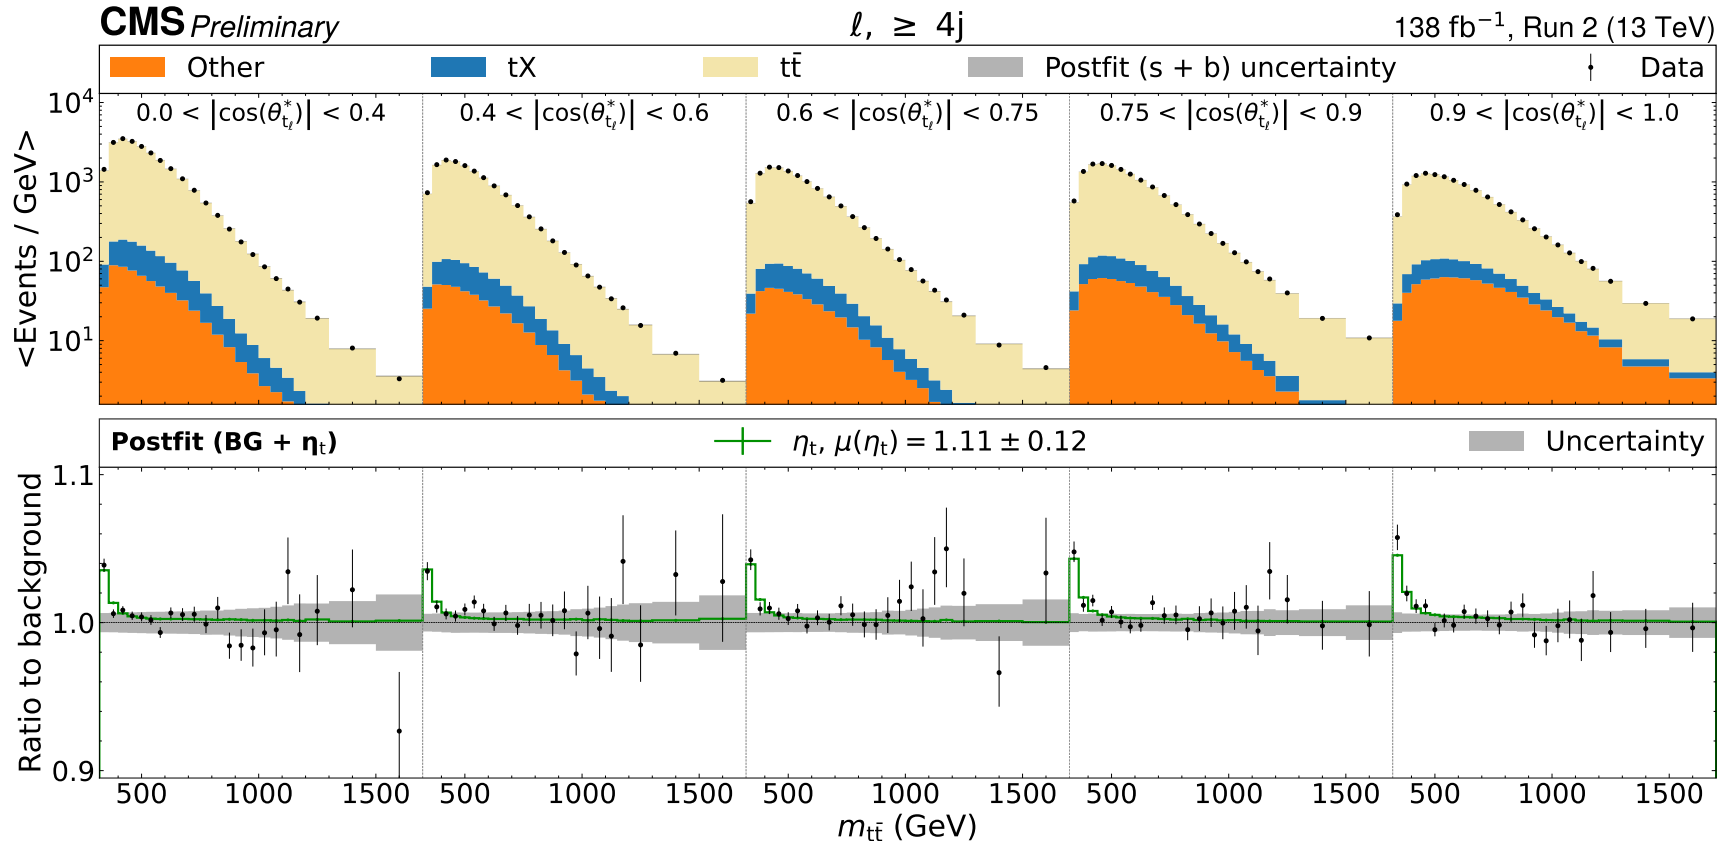 CMS Preliminary ℓ, ≥ 4j 138 fb⁻¹, Run 2 (13 TeV)
Other tX tt̄ Postfit (s + b) uncertainty Data
0.0 < |cos(θ*tℓ)| < 0.4 0.4 < |cos(θ*tℓ)| < 0.6 0.6 < |cos(θ*tℓ)| < 0.75 0.75 < |cos(θ*tℓ)| < 0.9 0.9 < |cos(θ*tℓ)| < 1.0
<Events / GeV>
10⁴
10³
10²
10¹
Postfit (BG + ηt) ηt, μ(ηt) = 1.11 ± 0.12 Uncertainty
Ratio to background
1.1
1.0
0.9
500 1000 1500 500 1000 1500 500 1000 1500 500 1000 1500 500 1000 1500
mtt̄ (GeV)